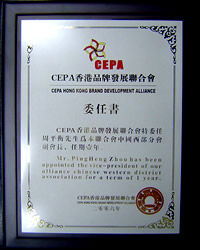 CEPA
CEPA香港品牌發展聯合會
CEPA HONG KONG BRAND DEVELOPMENT ALLIANCE
委任書
CEPA香港品牌發展聯合會特委任
周平衡先生爲本聯合會中國西部分會
副會長、任期壹年.
Mr.PingHengZhou has been
appointed the vice-president of our
alliance chinese western district
association for a term of 1 year.
CEPA香港品牌發展聯合會